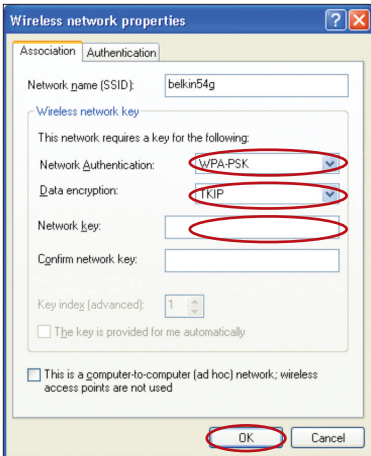 Wireless network properties
Association Authentication
Network name (SSID): belkin54g
Wireless network key
This network requires a key for the following:
Network Authentication: WPA-PSK
Data encryption: TKIP
Network key:
Confirm network key:
Key index (advanced): 1
The key is provided for me automatically
This is a computer-to-computer (ad hoc) network; wireless
access points are not used
OK Cancel